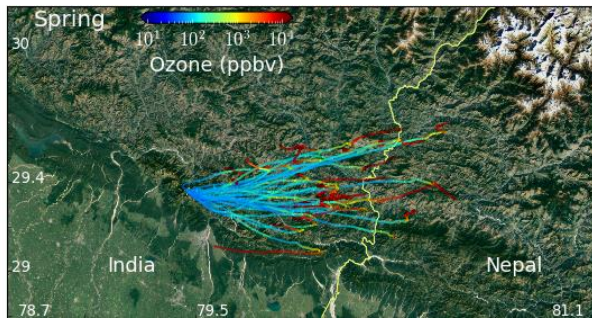 Spring
10¹ 10² 10³ 10⁴
Ozone (ppbv)
30
29.4
29
India
Nepal
78.7
79.5
81.1